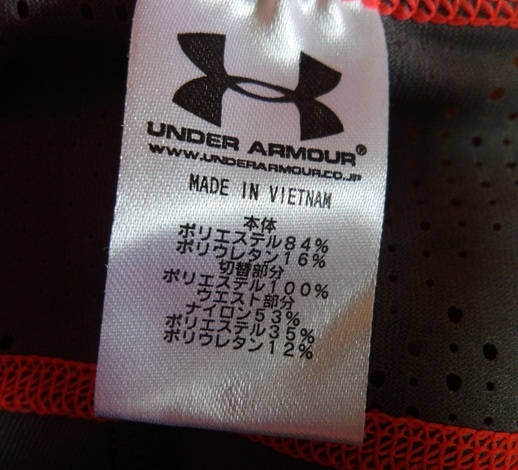 UNDER ARMOUR®
WWW.UNDERARMOUR.CO.JP
MADE IN VIETNAM
本体
ポリエステル84%
ポリウレタン16%
切替部分
ポリエステル100%
ウエスト部分
ナイロン53%
ポリエステル35%
ポリウレタン12%